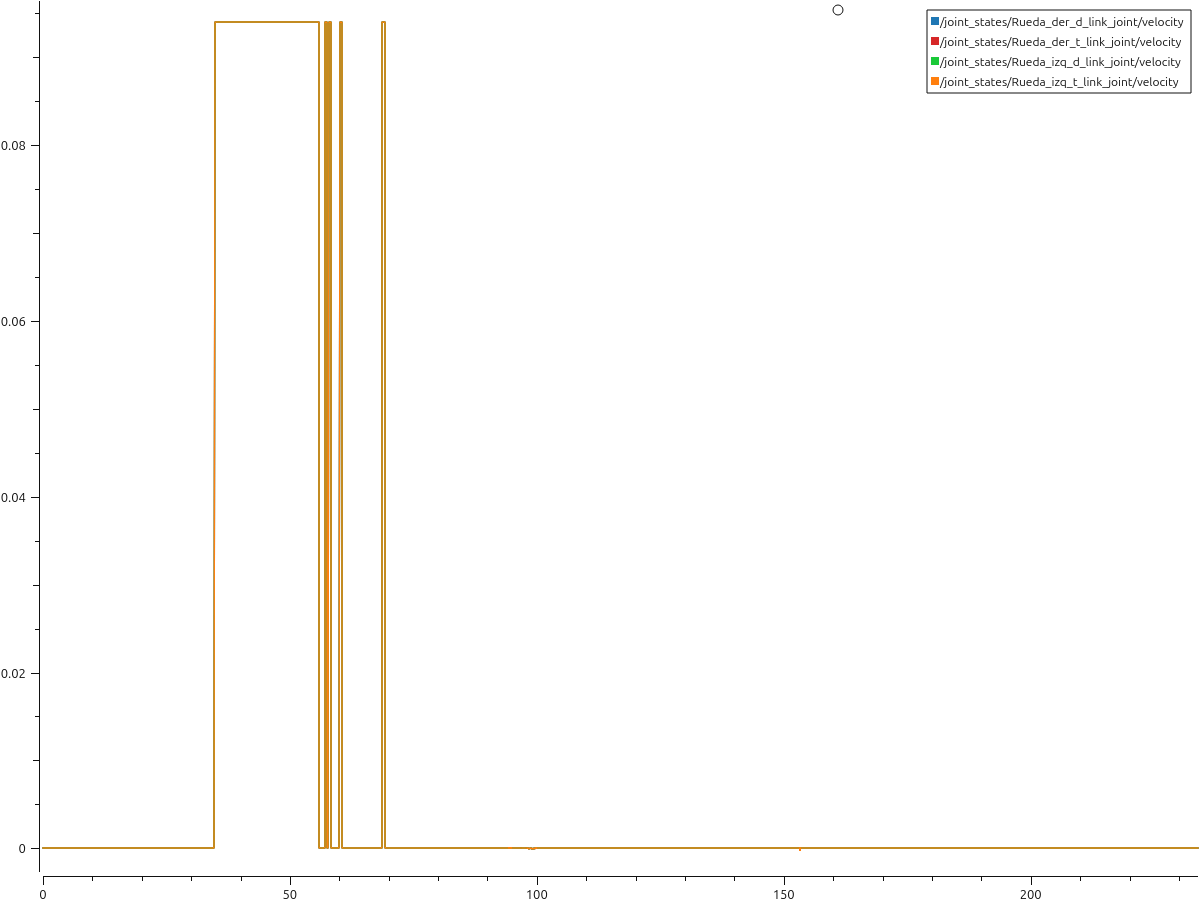 /joint_states/Rueda_der_d_link_joint/velocity
/joint_states/Rueda_der_t_link_joint/velocity
/joint_states/Rueda_izq_d_link_joint/velocity
/joint_states/Rueda_izq_t_link_joint/velocity
0.08
0.06
0.04
0.02
0
0 50 100 150 200